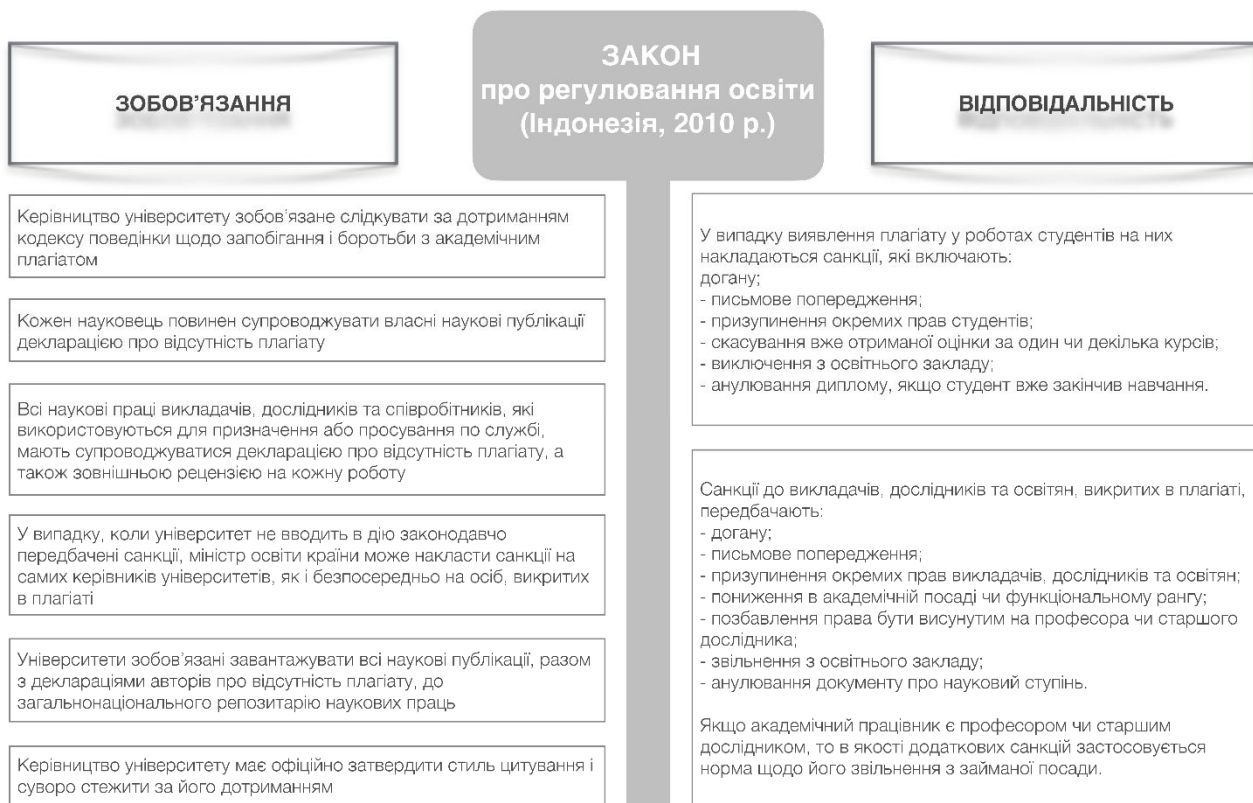 ЗАКОН
про регулювання освіти
(Індонезія, 2010 р.)
ЗОБОВ’ЯЗАННЯ
Керівництво університету зобов’язане слідкувати за дотриманням
кодексу поведінки щодо запобігання і боротьби з академічним
плагіатом
Кожен науковець повинен супроводжувати власні наукові публікації
декларацією про відсутність плагіату
Всі наукові праці викладачів, дослідників та співробітників, які
використовуються для призначення або просування по службі,
мають супроводжуватися декларацією про відсутність плагіату, а
також зовнішньою рецензією на кожну роботу
У випадку, коли університет не вводить в дію законодавчо
передбачені санкції, міністр освіти країни може накласти санкції на
самих керівників університетів, як і безпосередньо на осіб, викритих
в плагіаті
Університети зобов’язані завантажувати всі наукові публікації, разом
з деклараціями авторів про відсутність плагіату, до
загальнонаціонального репозитарію наукових праць
Керівництво університету має офіційно затвердити стиль цитування і
суворо стежити за його дотриманням
ВІДПОВІДАЛЬНІСТЬ
У випадку виявлення плагіату у роботах студентів на них
накладаються санкції, які включають:
догану;
- письмове попередження;
- призупинення окремих прав студентів;
- скасування вже отриманої оцінки за один чи декілька курсів;
- виключення з освітнього закладу;
- анулювання диплому, якщо студент вже закінчив навчання.
Санкції до викладачів, дослідників та освітян, викритих в плагіаті,
передбачають:
- догану;
- письмове попередження;
- призупинення окремих прав викладачів, дослідників та освітян;
- пониження в академічній посаді чи функціональному рангу;
- позбавлення права бути висунутим на професора чи старшого
дослідника;
- звільнення з освітнього закладу;
- анулювання документу про науковий ступінь.
Якщо академічний працівник є професором чи старшим
дослідником, то в якості додаткових санкцій застосовується
норма щодо його звільнення з займаної посади.